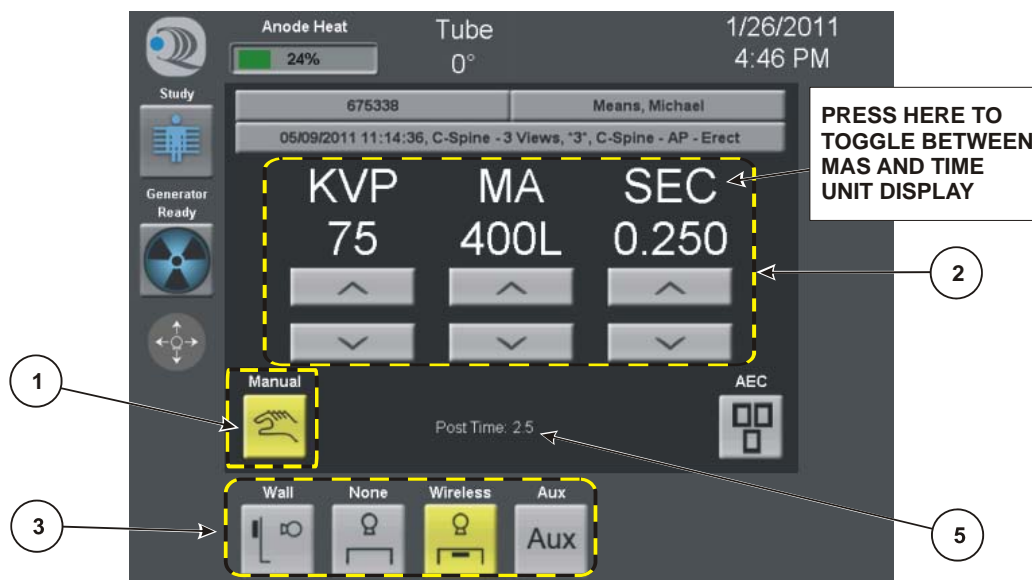 Anode Heat
24%
Tube
0°
1/26/2011
4:46 PM
Study
675338
Means, Michael
05/09/2011 11:14:36, C-Spine - 3 Views, "3", C-Spine - AP - Erect
PRESS HERE TO
TOGGLE BETWEEN
MAS AND TIME
UNIT DISPLAY
Generator
Ready
KVP
MA
SEC
75
400L
0.250
2
1
Manual
AEC
Post Time: 2.5
3
Wall
None
Wireless
Aux
Aux
5